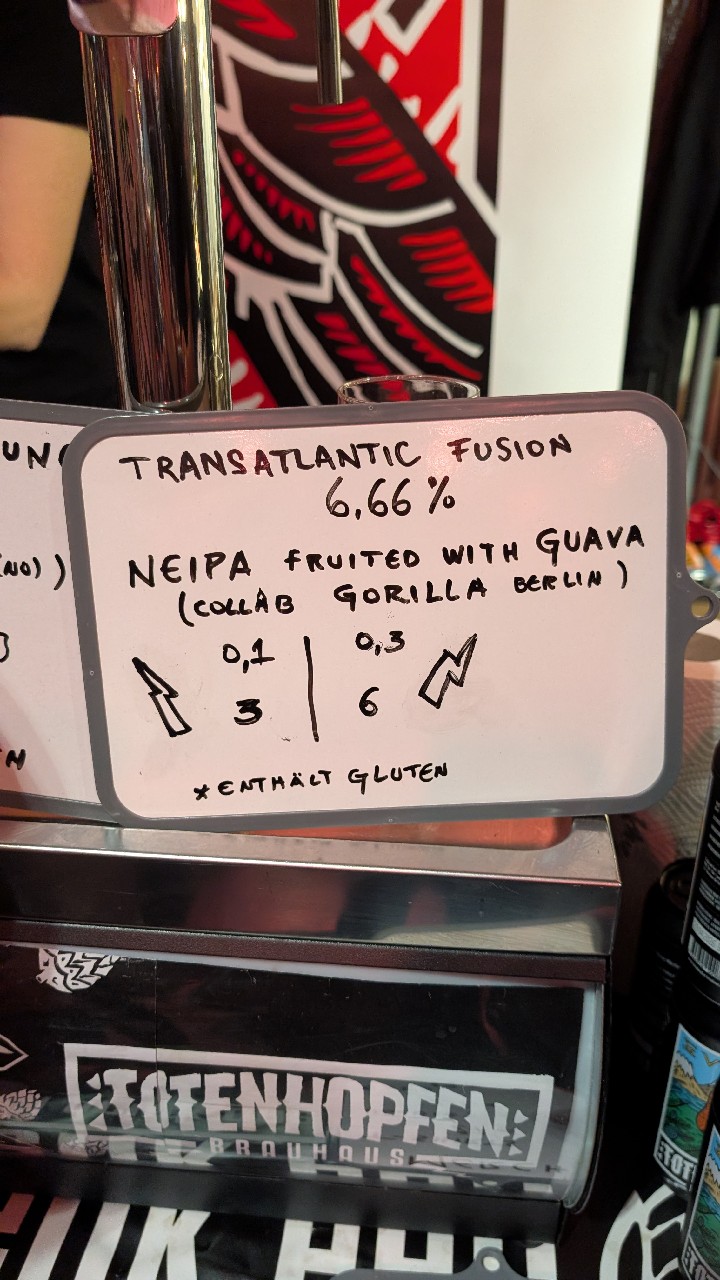 TRANSATLANTIC FUSION
6,66%
NEIPA FRUITED WITH GUAVA
(COLLAB GORILLA BERLIN)
0,1 | 0,3
3 | 6
*ENTHÄLT GLUTEN
TOTENHOPFEN
BRAUHAUS